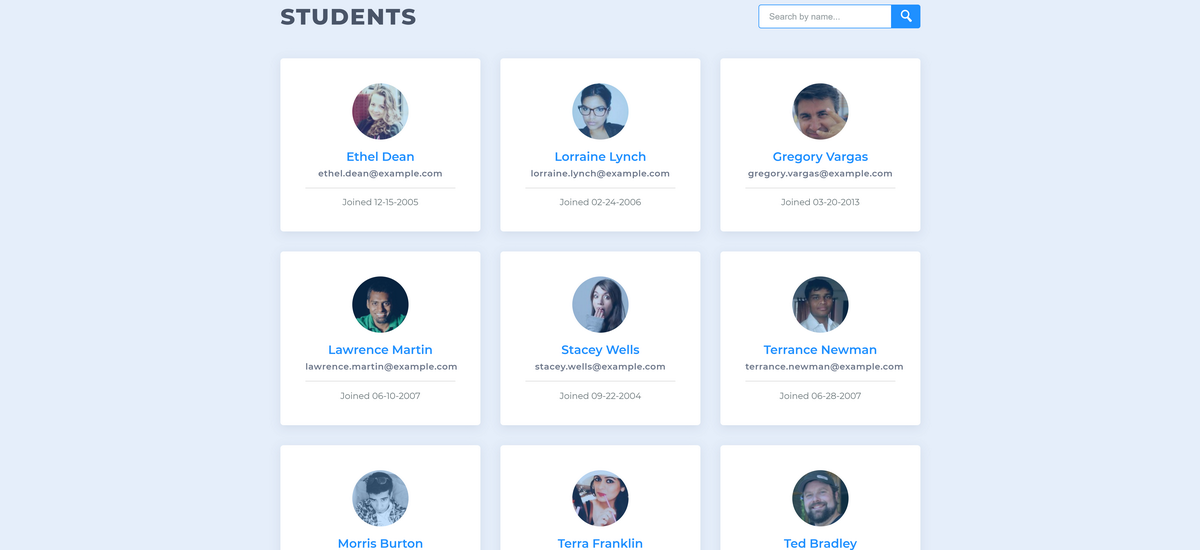 STUDENTS
Search by name...
Ethel Dean
ethel.dean@example.com
Joined 12-15-2005
Lorraine Lynch
lorraine.lynch@example.com
Joined 02-24-2006
Gregory Vargas
gregory.vargas@example.com
Joined 03-20-2013
Lawrence Martin
lawrence.martin@example.com
Joined 06-10-2007
Stacey Wells
stacey.wells@example.com
Joined 09-22-2004
Terrance Newman
terrance.newman@example.com
Joined 06-28-2007
Morris Burton
Terra Franklin
Ted Bradley